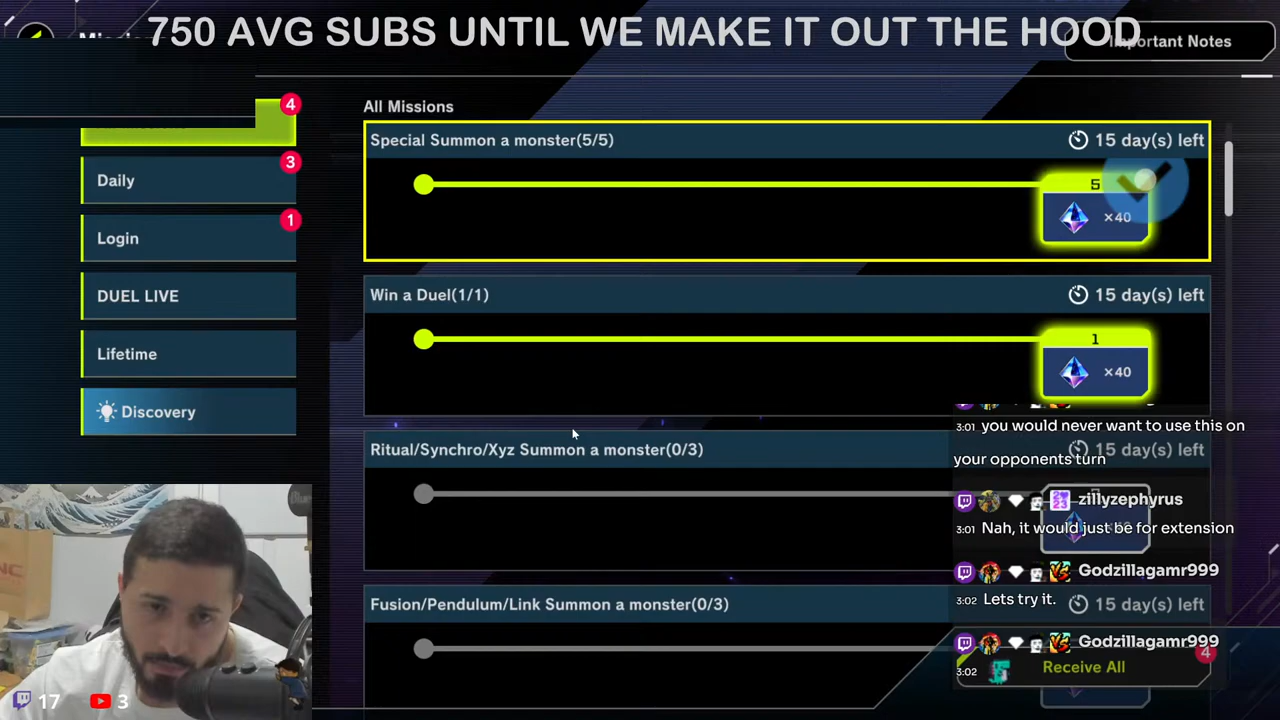 750 AVG SUBS UNTIL WE MAKE IT OUT THE HOOD
Important Notes
4
All Missions
Special Summon a monster(5/5)
15 day(s) left
5
×40
Daily
3
Login
1
DUEL LIVE
Lifetime
Discovery
Win a Duel(1/1)
15 day(s) left
1
×40
Ritual/Synchro/Xyz Summon a monster(0/3)
15 day(s) left
Fusion/Pendulum/Link Summon a monster(0/3)
15 day(s) left
3:01 you would never want to use this on
your opponents turn
zillyzephyrus
3:01 Nah, it would just be for extension
Godzillagamr999
3:02 Lets try it.
Godzillagamr999
3:02
Receive All
4
17
3